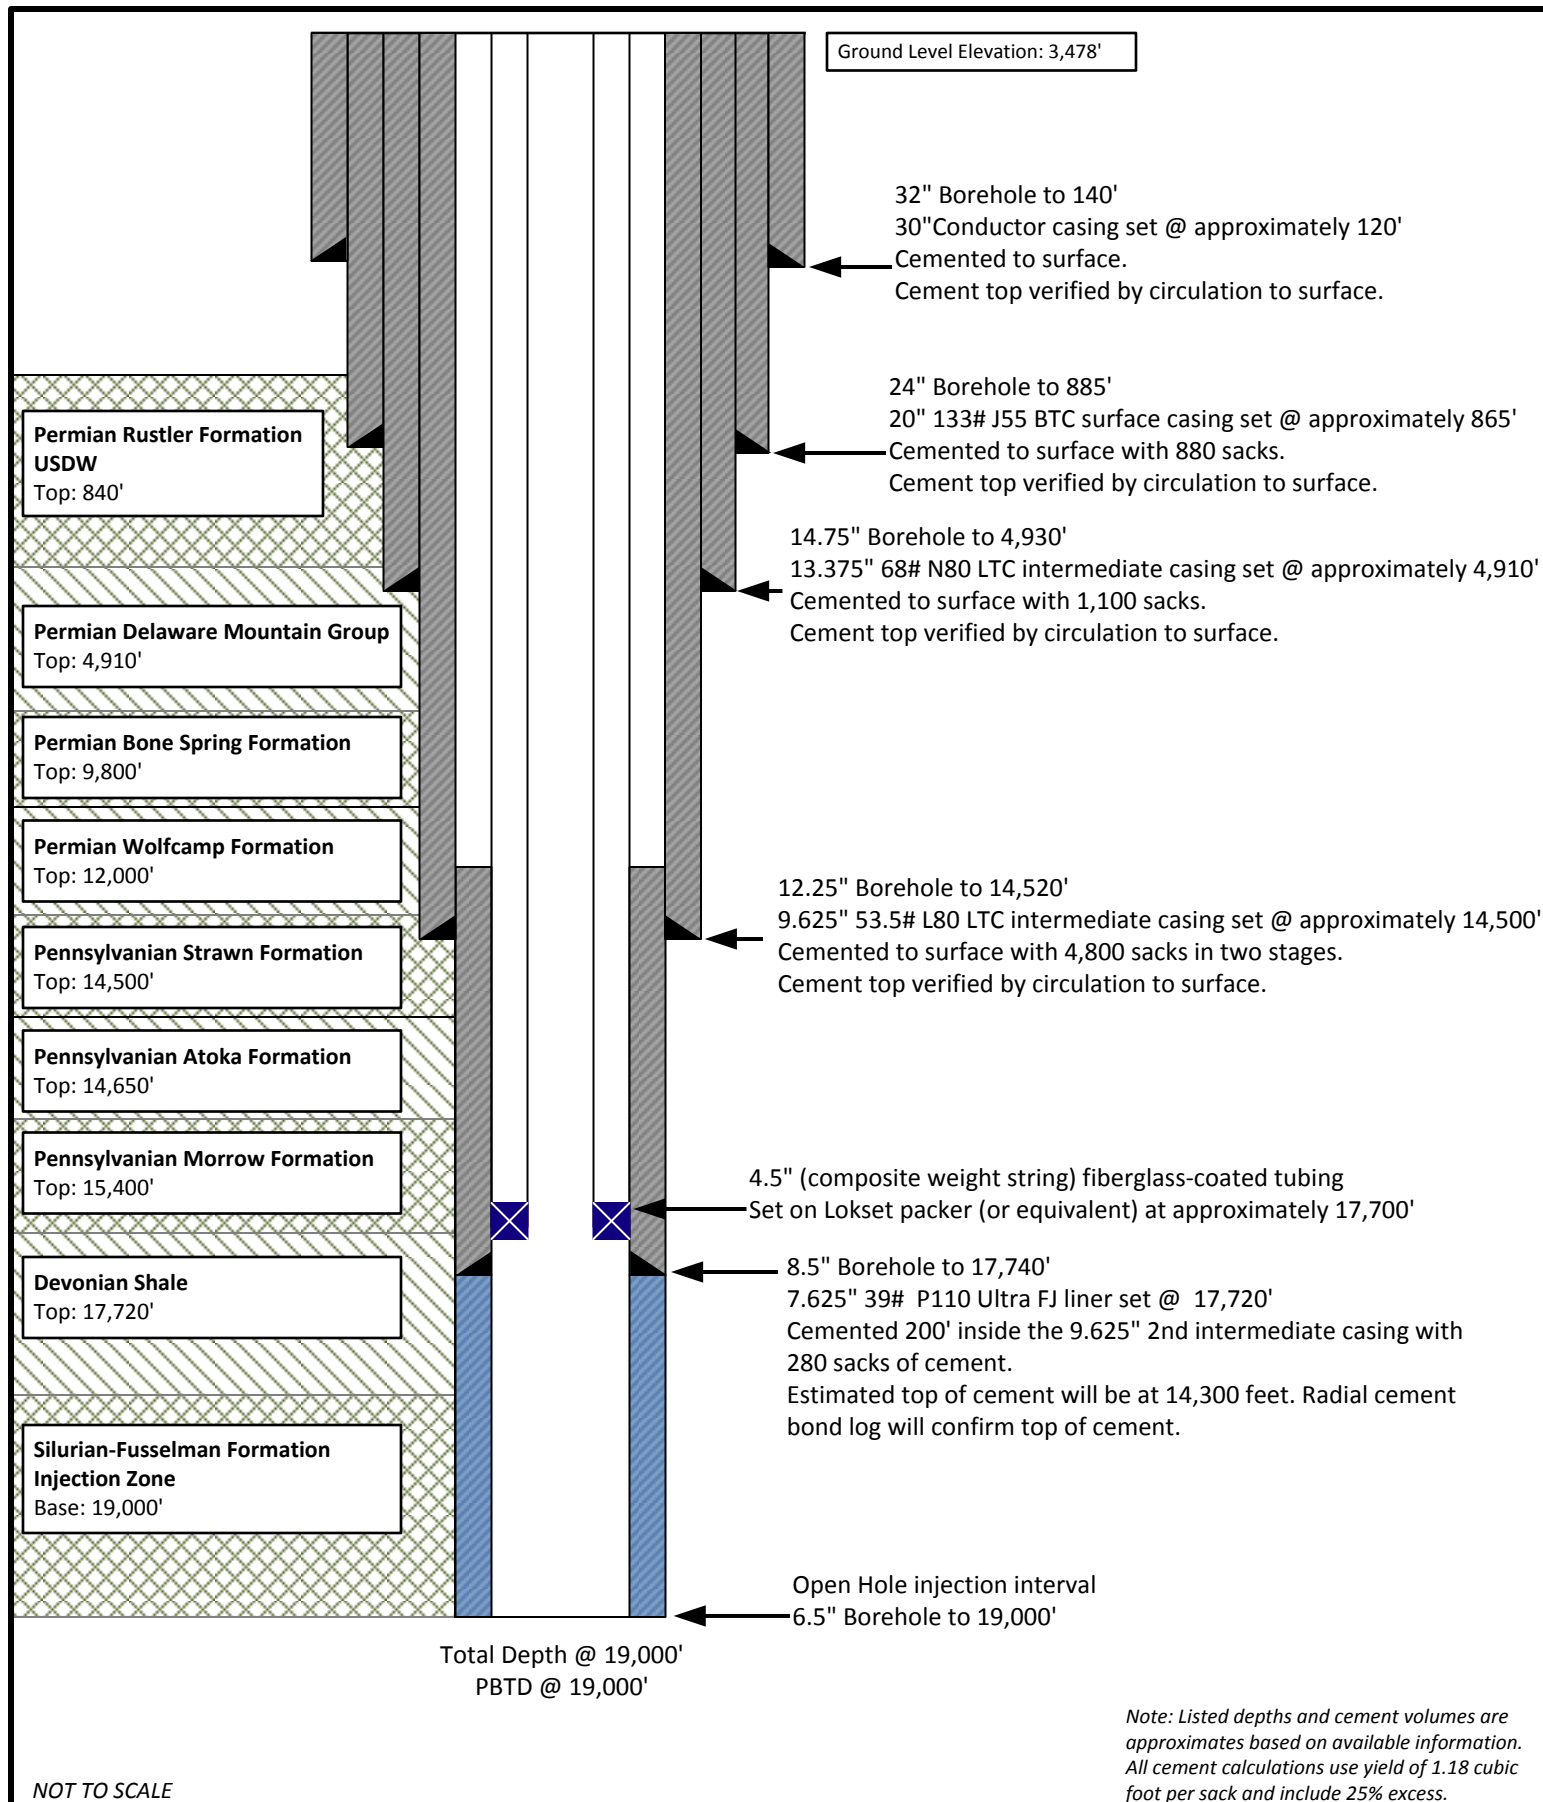 Ground Level Elevation: 3,478'
32" Borehole to 140'
30"Conductor casing set @ approximately 120'
Cemented to surface.
Cement top verified by circulation to surface.
24" Borehole to 885'
20" 133# J55 BTC surface casing set @ approximately 865'
Cemented to surface with 880 sacks.
Cement top verified by circulation to surface.
Permian Rustler Formation
USDW
Top: 840'
14.75" Borehole to 4,930'
13.375" 68# N80 LTC intermediate casing set @ approximately 4,910'
Cemented to surface with 1,100 sacks.
Cement top verified by circulation to surface.
Permian Delaware Mountain Group
Top: 4,910'
Permian Bone Spring Formation
Top: 9,800'
Permian Wolfcamp Formation
Top: 12,000'
12.25" Borehole to 14,520'
9.625" 53.5# L80 LTC intermediate casing set @ approximately 14,500'
Cemented to surface with 4,800 sacks in two stages.
Cement top verified by circulation to surface.
Pennsylvanian Strawn Formation
Top: 14,500'
Pennsylvanian Atoka Formation
Top: 14,650'
Pennsylvanian Morrow Formation
Top: 15,400'
4.5" (composite weight string) fiberglass-coated tubing
Set on Lokset packer (or equivalent) at approximately 17,700'
Devonian Shale
Top: 17,720'
8.5" Borehole to 17,740'
7.625" 39# P110 Ultra FJ liner set @ 17,720'
Cemented 200' inside the 9.625" 2nd intermediate casing with
280 sacks of cement.
Estimated top of cement will be at 14,300 feet. Radial cement
bond log will confirm top of cement.
Silurian-Fusselman Formation
Injection Zone
Base: 19,000'
Open Hole injection interval
6.5" Borehole to 19,000'
Total Depth @ 19,000'
PBTD @ 19,000'
Note: Listed depths and cement volumes are
approximates based on available information.
All cement calculations use yield of 1.18 cubic
foot per sack and include 25% excess.
NOT TO SCALE